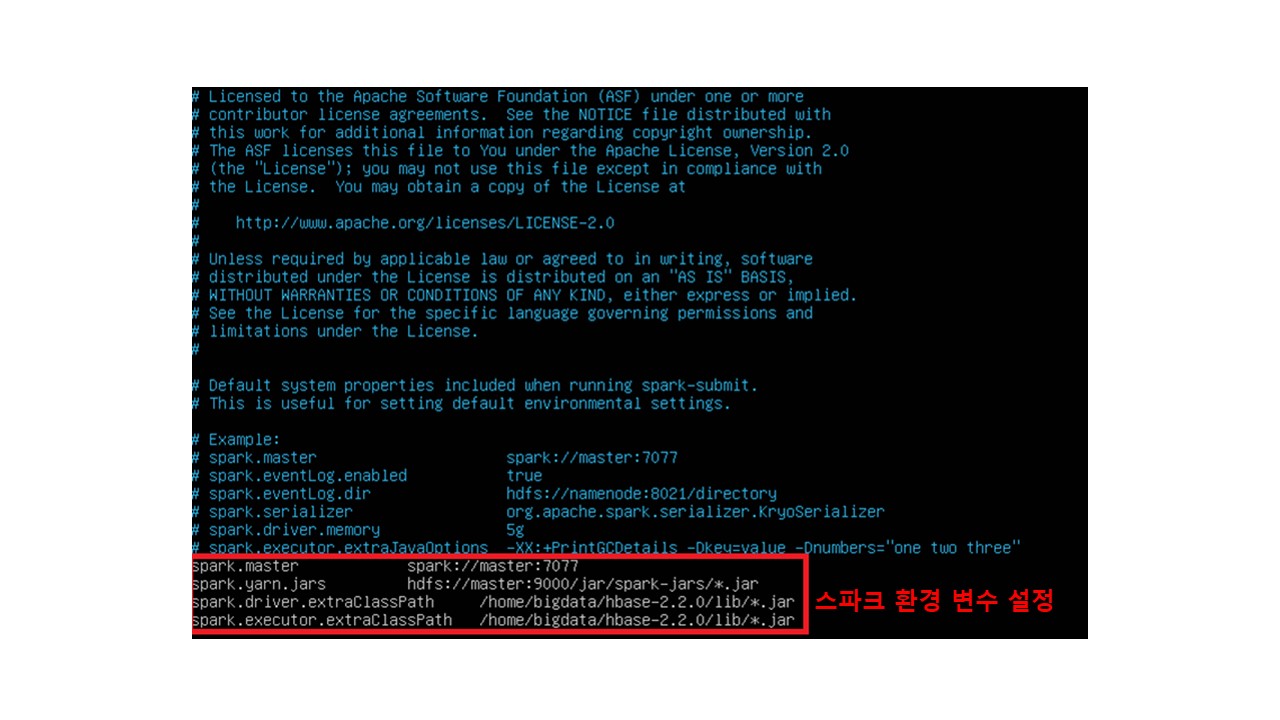 # Licensed to the Apache Software Foundation (ASF) under one or more
# contributor license agreements.  See the NOTICE file distributed with
# this work for additional information regarding copyright ownership.
# The ASF licenses this file to You under the Apache License, Version 2.0
# (the "License"); you may not use this file except in compliance with
# the License.  You may obtain a copy of the License at
#
#    http://www.apache.org/licenses/LICENSE-2.0
#
# Unless required by applicable law or agreed to in writing, software
# distributed under the License is distributed on an "AS IS" BASIS,
# WITHOUT WARRANTIES OR CONDITIONS OF ANY KIND, either express or implied.
# See the License for the specific language governing permissions and
# limitations under the License.
#
# Default system properties included when running spark-submit.
# This is useful for setting default environmental settings.
# Example:
# spark.master                     spark://master:7077
# spark.eventLog.enabled           true
# spark.eventLog.dir               hdfs://namenode:8021/directory
# spark.serializer                 org.apache.spark.serializer.KryoSerializer
# spark.driver.memory              5g
# spark.executor.extraJavaOptions  -XX:+PrintGCDetails -Dkey=value -Dnumbers="one two three"
spark.master            spark://master:7077
spark.yarn.jars         hdfs://master:9000/jar/spark-jars/*.jar
spark.driver.extraClassPath     /home/bigdata/hbase-2.2.0/lib/*.jar
spark.executor.extraClassPath   /home/bigdata/hbase-2.2.0/lib/*.jar
스파크 환경 변수 설정